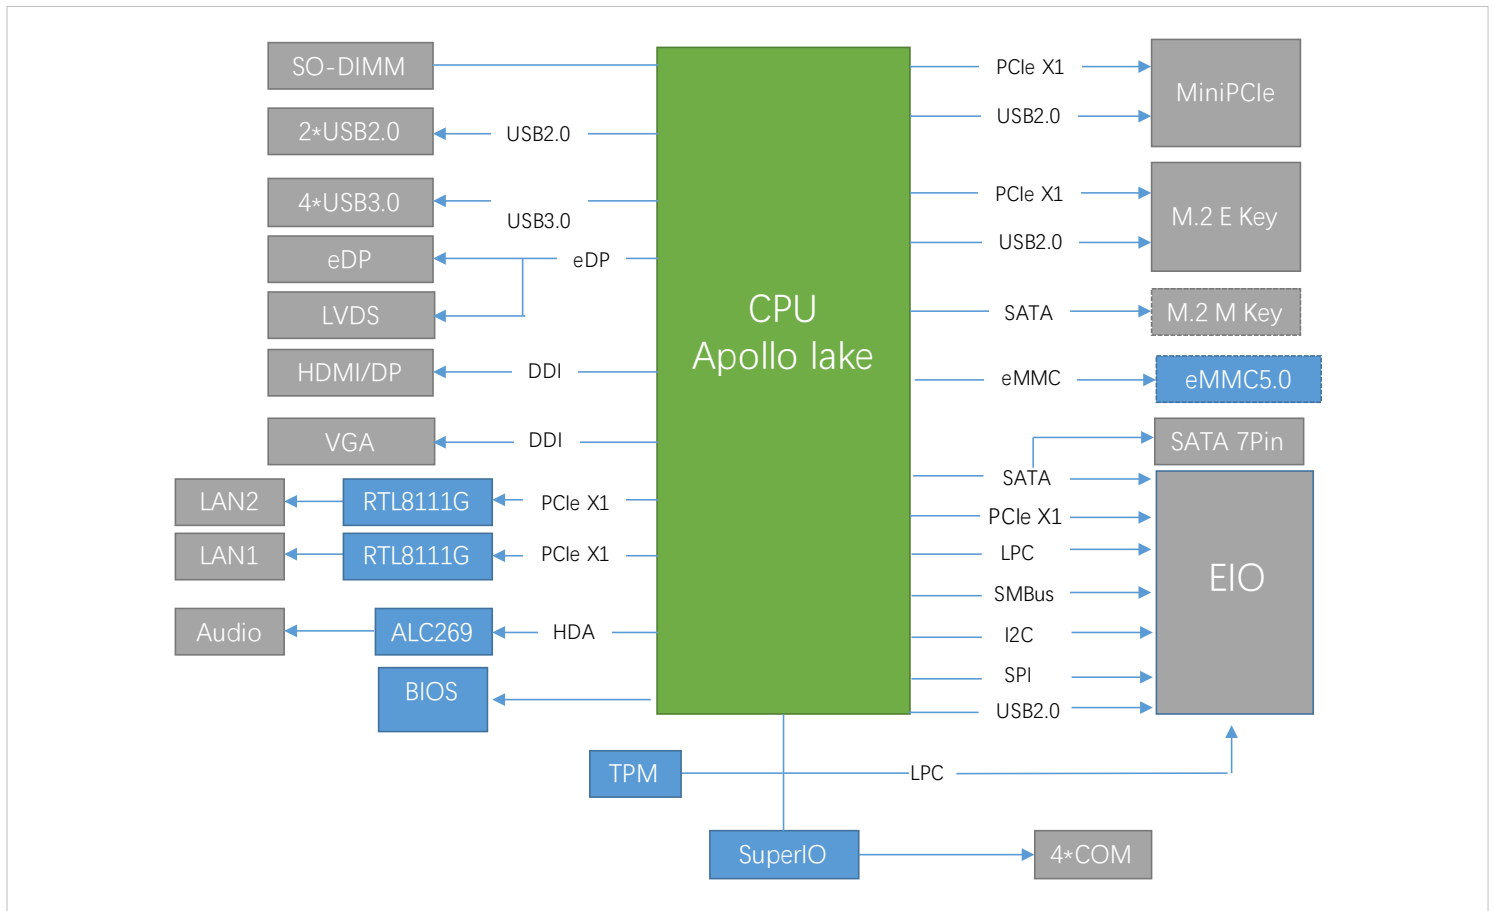 SO-DIMM
2*USB2.0
USB2.0
4*USB3.0
USB3.0
eDP
eDP
LVDS
HDMI/DP
DDI
VGA
DDI
LAN2
RTL8111G
PCIe X1
LAN1
RTL8111G
PCIe X1
Audio
ALC269
HDA
BIOS
CPU
Apollo lake
PCIe X1
USB2.0
MiniPCIe
PCIe X1
USB2.0
M.2 E Key
SATA
M.2 M Key
eMMC
eMMC5.0
SATA 7Pin
SATA
PCIe X1
LPC
SMBus
I2C
SPI
USB2.0
EIO
TPM
LPC
SuperIO
4*COM